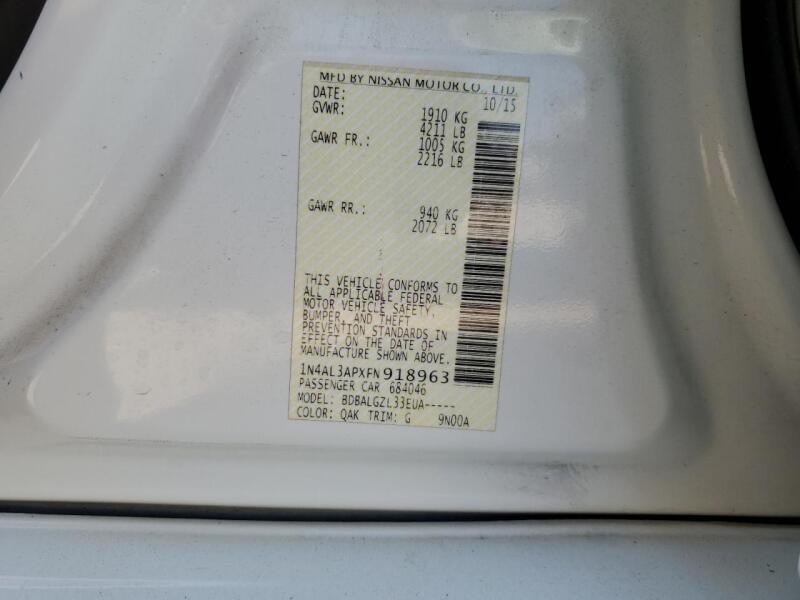 MFD BY NISSAN MOTOR CO., LTD.
DATE: 10/15
GVWR: 1910 KG
4211 LB
GAWR FR.: 1005 KG
2216 LB
GAWR RR.: 940 KG
2072 LB
THIS VEHICLE CONFORMS TO
ALL APPLICABLE FEDERAL
MOTOR VEHICLE SAFETY,
BUMPER, AND THEFT
PREVENTION STANDARDS IN
EFFECT ON THE DATE OF
MANUFACTURE SHOWN ABOVE.
1N4AL3APXFN918963
PASSENGER CAR 684046
MODEL: BDBALGZL33EUA-----
COLOR: QAK TRIM: G 9N00A